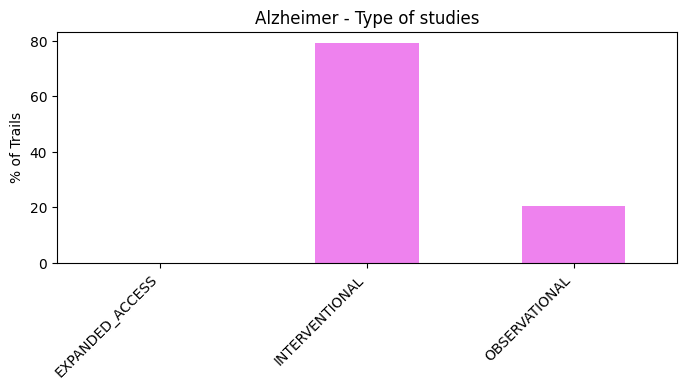 Alzheimer - Type of studies
% of Trails
80
60
40
20
0
EXPANDED_ACCESS
INTERVENTIONAL
OBSERVATIONAL